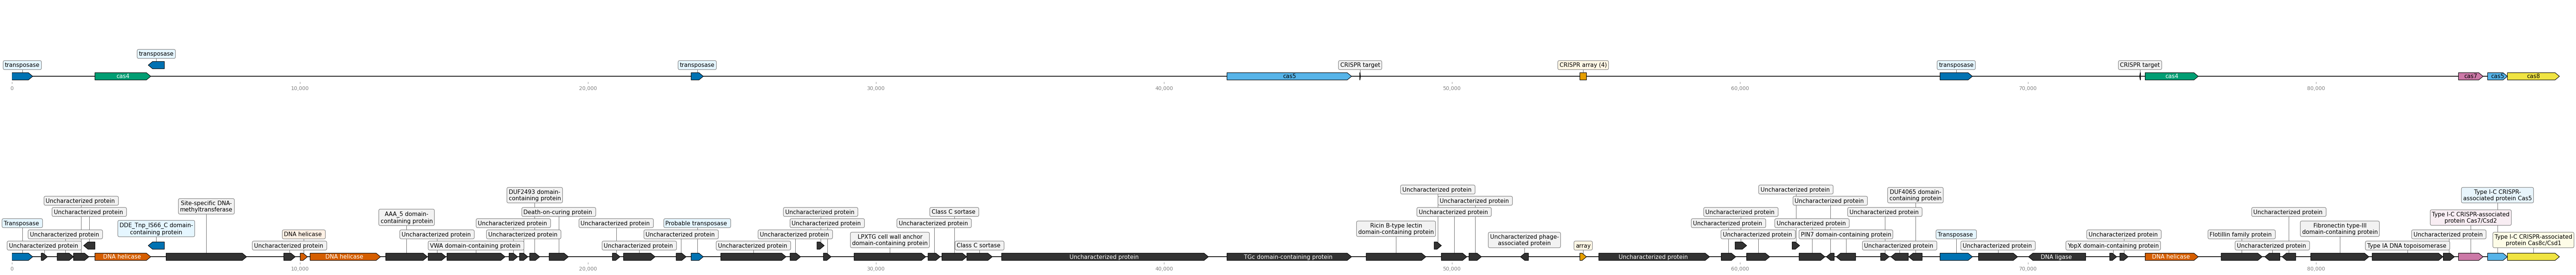 transposase
transposase
cas4
transposase
cas5
CRISPR target
CRISPR array (4)
transposase
CRISPR target
cas4
cas7
cas5
cas8
0
10,000
20,000
30,000
40,000
50,000
60,000
70,000
80,000
Transposase
Uncharacterized protein
Uncharacterized protein
Uncharacterized protein
Uncharacterized protein
DNA helicase
DDE_Tnp_IS66_C domain-
containing protein
Site-specific DNA-
methyltransferase
Uncharacterized protein
DNA helicase
DNA helicase
AAA_5 domain-
containing protein
Uncharacterized protein
VWA domain-containing protein
Uncharacterized protein
Uncharacterized protein
DUF2493 domain-
containing protein
Death-on-curing protein
Uncharacterized protein
Uncharacterized protein
Uncharacterized protein
Probable transposase
Uncharacterized protein
Uncharacterized protein
Uncharacterized protein
Uncharacterized protein
LPXTG cell wall anchor
domain-containing protein
Uncharacterized protein
Class C sortase
Class C sortase
Uncharacterized protein
TGc domain-containing protein
Ricin B-type lectin
domain-containing protein
Uncharacterized protein
Uncharacterized protein
Uncharacterized protein
Uncharacterized phage-
associated protein
array
Uncharacterized protein
Uncharacterized protein
Uncharacterized protein
Uncharacterized protein
Uncharacterized protein
Uncharacterized protein
Uncharacterized protein
PIN7 domain-containing protein
Uncharacterized protein
Uncharacterized protein
DUF4065 domain-
containing protein
Transposase
Uncharacterized protein
DNA ligase
YopX domain-containing protein
Uncharacterized protein
DNA helicase
Flotillin family protein
Uncharacterized protein
Uncharacterized protein
Fibronectin type-III
domain-containing protein
Type IA DNA topoisomerase
Uncharacterized protein
Type I-C CRISPR-associated
protein Cas7/Csd2
Type I-C CRISPR-
associated protein Cas5
Type I-C CRISPR-associated
protein Cas8c/Csd1
0
10,000
20,000
30,000
40,000
50,000
60,000
70,000
80,000